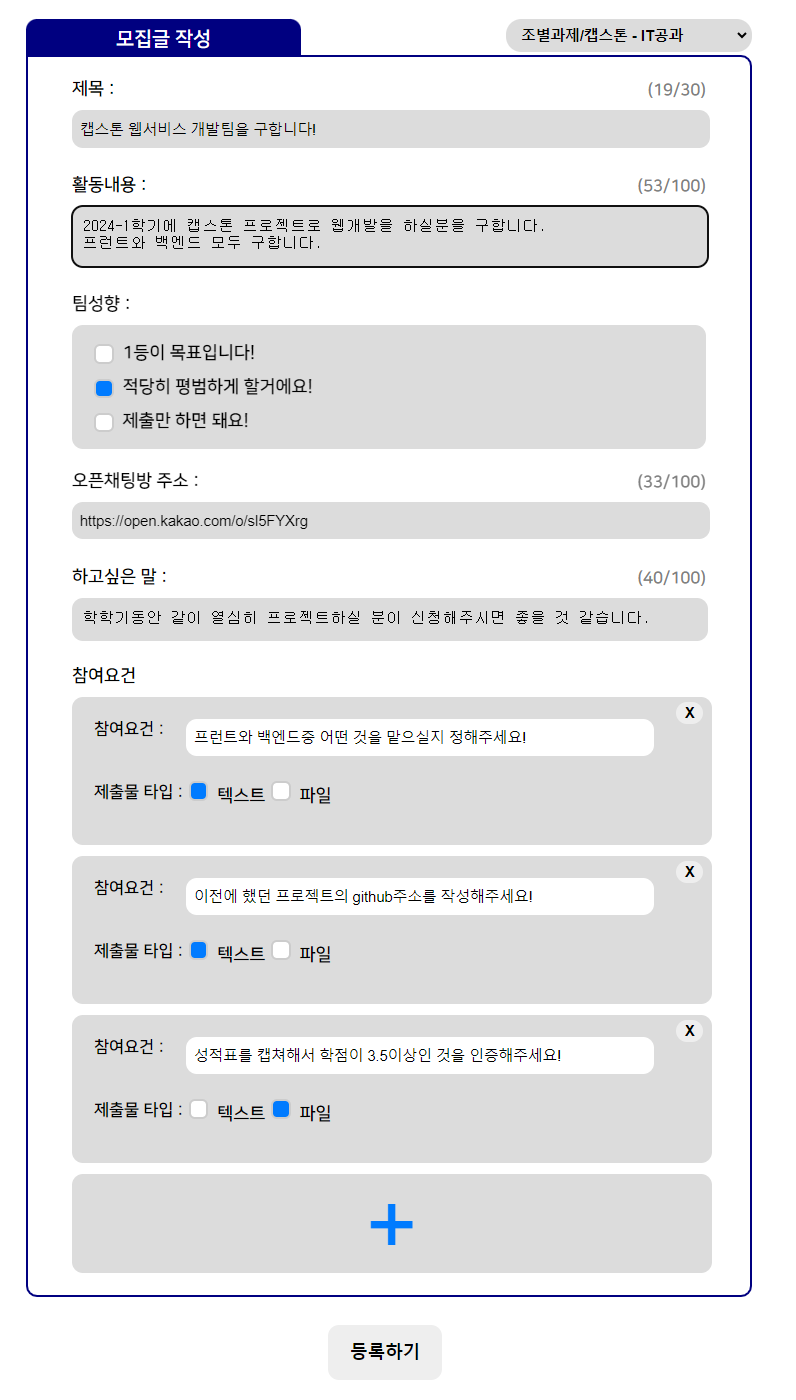 모집글 작성
조별과제/캡스톤 - IT공과
제목 : (19/30)
캡스톤 웹서비스 개발팀을 구합니다!
활동내용 : (53/100)
2024-1학기에 캡스톤 프로젝트로 웹개발을 하실분을 구합니다.
프런트와 백엔드 모두 구합니다.
팀성향 :
1등이 목표입니다!
적당히 평범하게 할거에요!
제출만 하면 돼요!
오픈채팅방 주소 : (33/100)
https://open.kakao.com/o/sl5FYXrg
하고싶은 말 : (40/100)
학학기동안 같이 열심히 프로젝트하실 분이 신청해주시면 좋을 것 같습니다.
참여요건
X
참여요건 : 프런트와 백엔드중 어떤 것을 맡으실지 정해주세요!
제출물 타입 : 텍스트 파일
X
참여요건 : 이전에 했던 프로젝트의 github주소를 작성해주세요!
제출물 타입 : 텍스트 파일
X
참여요건 : 성적표를 캡쳐해서 학점이 3.5이상인 것을 인증해주세요!
제출물 타입 : 텍스트 파일
+
등록하기